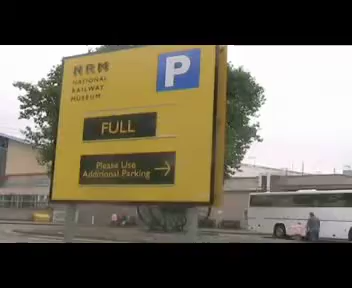 NRM
NATIONAL
RAILWAY
MUSEUM
P
FULL
Please Use
Additional Parking →